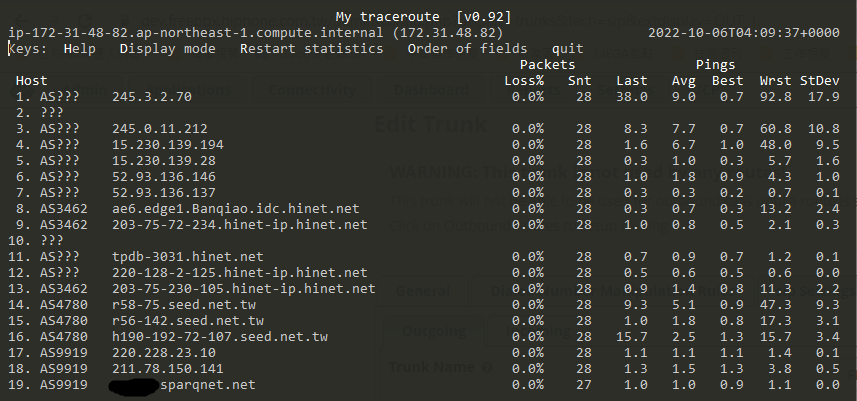 My traceroute [v0.92]
ip-172-31-48-82.ap-northeast-1.compute.internal (172.31.48.82) 2022-10-06T04:09:37+0000
Keys: Help Display mode Restart statistics Order of fields quit
Packets Pings
Host Loss% Snt Last Avg Best Wrst StDev
1. AS??? 245.3.2.70 0.0% 28 38.0 9.0 0.7 92.8 17.9
2. ???
3. AS??? 245.0.11.212 0.0% 28 8.3 7.7 0.7 60.8 10.8
4. AS??? 15.230.139.194 0.0% 28 1.6 6.7 1.0 48.0 9.5
5. AS??? 15.230.139.28 0.0% 28 0.3 1.0 0.3 5.7 1.6
6. AS??? 52.93.136.146 0.0% 28 1.0 1.8 0.9 4.3 1.0
7. AS??? 52.93.136.137 0.0% 28 0.3 0.3 0.2 0.7 0.1
8. AS3462 ae6.edge1.Banqiao.idc.hinet.net 0.0% 28 0.3 0.7 0.3 13.2 2.4
9. AS3462 203-75-72-234.hinet-ip.hinet.net 0.0% 28 1.0 0.8 0.5 2.1 0.3
10. ???
11. AS??? tpdb-3031.hinet.net 0.0% 28 0.7 0.9 0.7 1.2 0.1
12. AS??? 220-128-2-125.hinet-ip.hinet.net 0.0% 28 0.5 0.6 0.5 0.6 0.0
13. AS3462 203-75-230-105.hinet-ip.hinet.net 0.0% 28 0.9 1.4 0.8 11.3 2.2
14. AS4780 r58-75.seed.net.tw 0.0% 28 9.3 5.1 0.9 47.3 9.3
15. AS4780 r56-142.seed.net.tw 0.0% 28 1.0 1.8 0.8 17.3 3.1
16. AS4780 h190-192-72-107.seed.net.tw 0.0% 28 15.7 2.5 1.3 15.7 3.4
17. AS9919 220.228.23.10 0.0% 28 1.1 1.1 1.1 1.4 0.1
18. AS9919 211.78.150.141 0.0% 28 1.3 1.5 1.3 3.8 0.5
19. AS9919 sparqnet.net 0.0% 27 1.0 1.0 0.9 1.1 0.0
Edit Trunk
General
Outgoing
Trunk Name